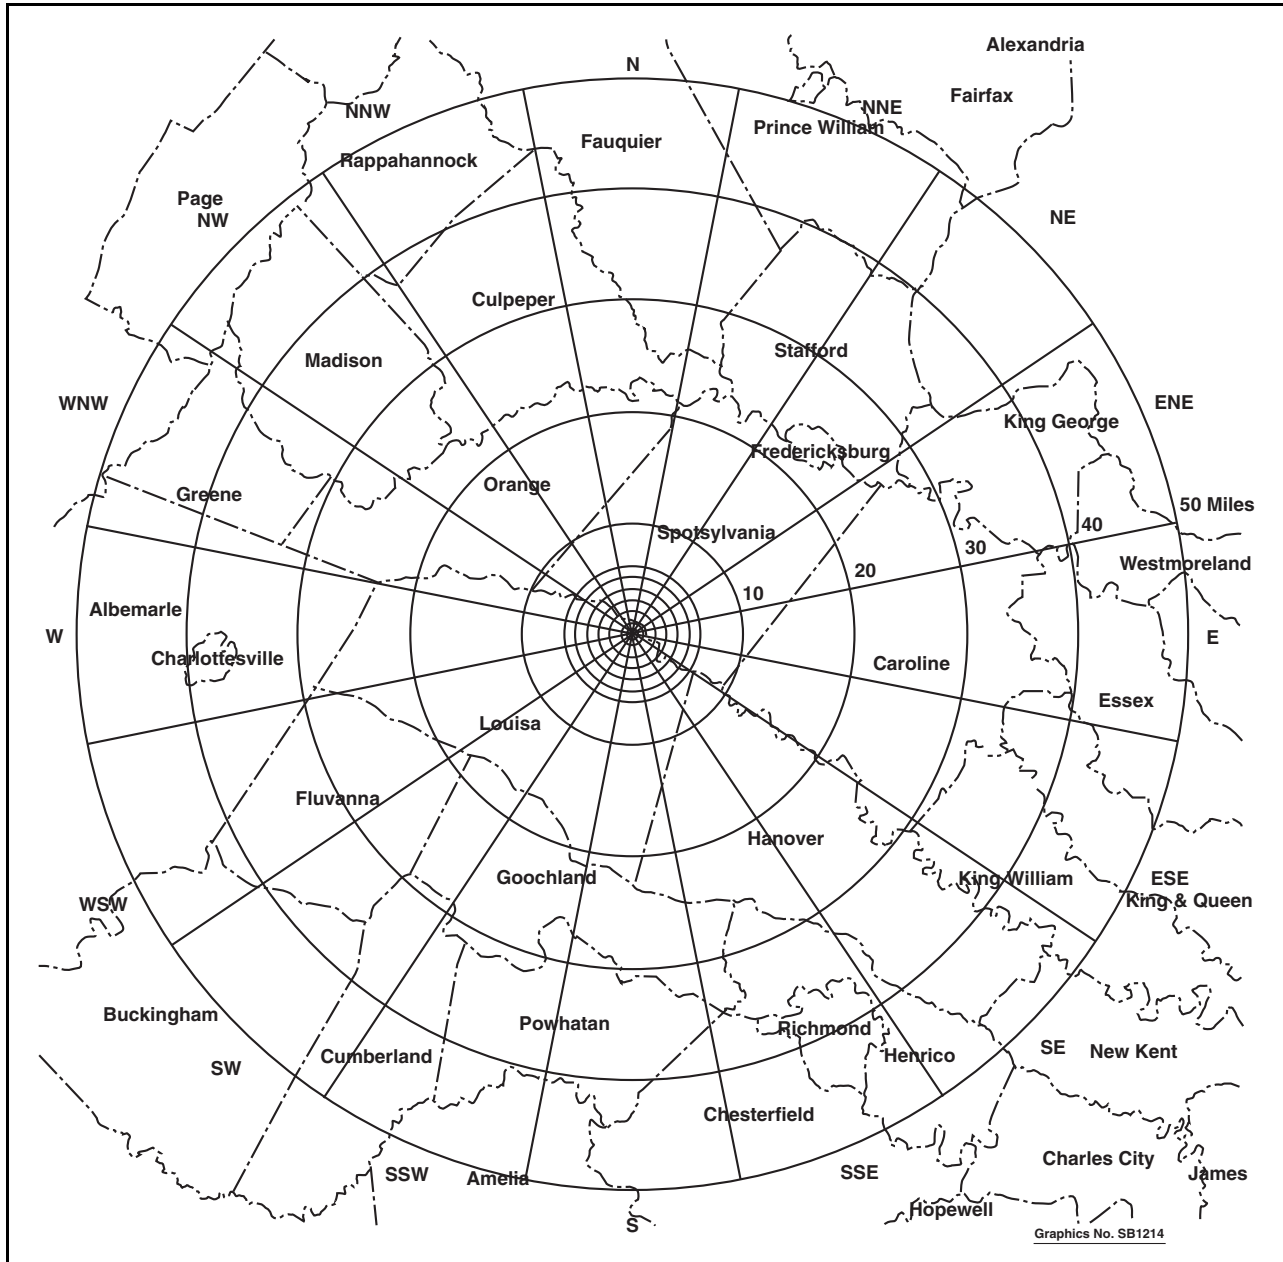 Alexandria
N
Fairfax
NNE
NNW
Prince William
Fauquier
Rappahannock
Page
NW
NE
Culpeper
Stafford
Madison
WNW
ENE
King George
Fredericksburg
Orange
Greene
50 Miles
40
Spotsylvania
30
Westmoreland
20
10
Albemarle
W
E
Charlottesville
Caroline
Essex
Louisa
Fluvanna
Hanover
Goochland
King William
ESE
WSW
King & Queen
Buckingham
Powhatan
Richmond
Cumberland
Henrico
SE
New Kent
SW
Chesterfield
Charles City
SSW
Amelia
SSE
James
Hopewell
S
Graphics No. SB1214